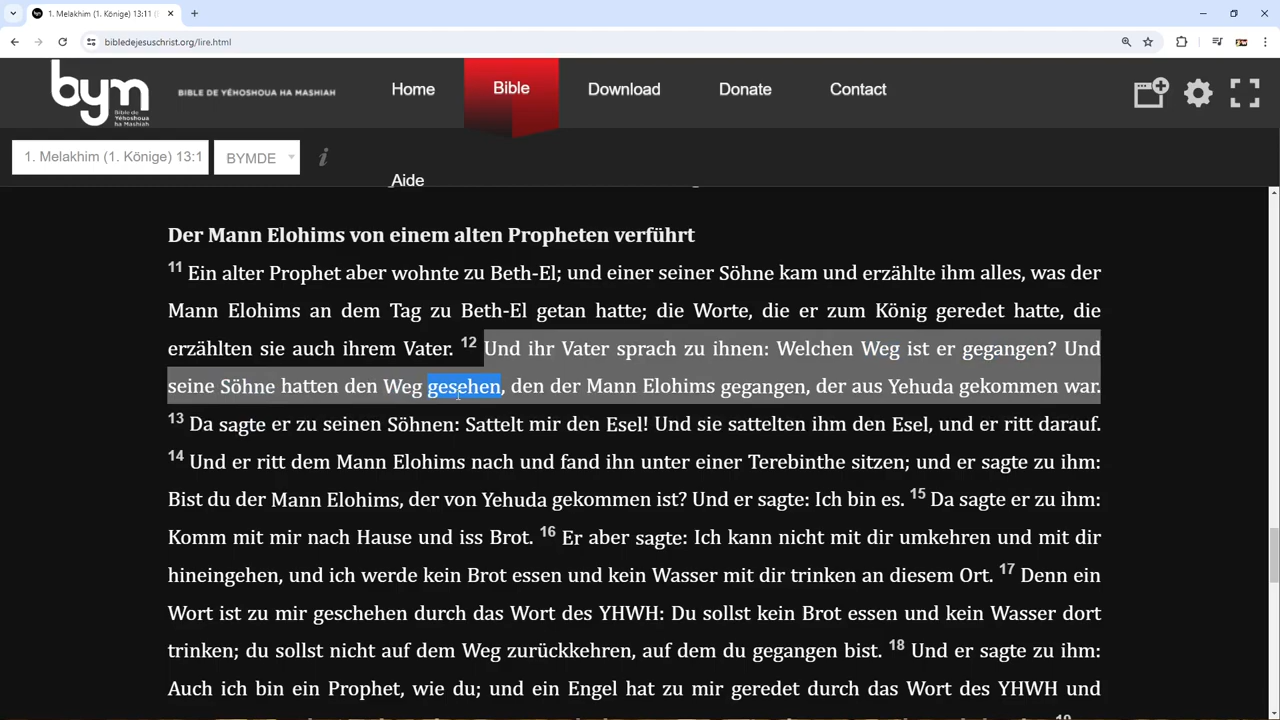 1. Melakhim (1. Könige) 13:11 (
bibledejesuschrist.org/lire.html
bym
Bible de
Yéhoshoua
ha Mashiah
BIBLE DE YÉHOSHOUA HA MASHIAH
Home Bible Download Donate Contact
1. Melakhim (1. Könige) 13:1 BYMDE i
Aide
Der Mann Elohims von einem alten Propheten verführt
11 Ein alter Prophet aber wohnte zu Beth-El; und einer seiner Söhne kam und erzählte ihm alles, was der
Mann Elohims an dem Tag zu Beth-El getan hatte; die Worte, die er zum König geredet hatte, die
erzählten sie auch ihrem Vater. 12 Und ihr Vater sprach zu ihnen: Welchen Weg ist er gegangen? Und
seine Söhne hatten den Weg gesehen, den der Mann Elohims gegangen, der aus Yehuda gekommen war.
13 Da sagte er zu seinen Söhnen: Sattelt mir den Esel! Und sie sattelten ihm den Esel, und er ritt darauf.
14 Und er ritt dem Mann Elohims nach und fand ihn unter einer Terebinthe sitzen; und er sagte zu ihm:
Bist du der Mann Elohims, der von Yehuda gekommen ist? Und er sagte: Ich bin es. 15 Da sagte er zu ihm:
Komm mit mir nach Hause und iss Brot. 16 Er aber sagte: Ich kann nicht mit dir umkehren und mit dir
hineingehen, und ich werde kein Brot essen und kein Wasser mit dir trinken an diesem Ort. 17 Denn ein
Wort ist zu mir geschehen durch das Wort des YHWH: Du sollst kein Brot essen und kein Wasser dort
trinken; du sollst nicht auf dem Weg zurückkehren, auf dem du gegangen bist. 18 Und er sagte zu ihm:
Auch ich bin ein Prophet, wie du; und ein Engel hat zu mir geredet durch das Wort des YHWH und